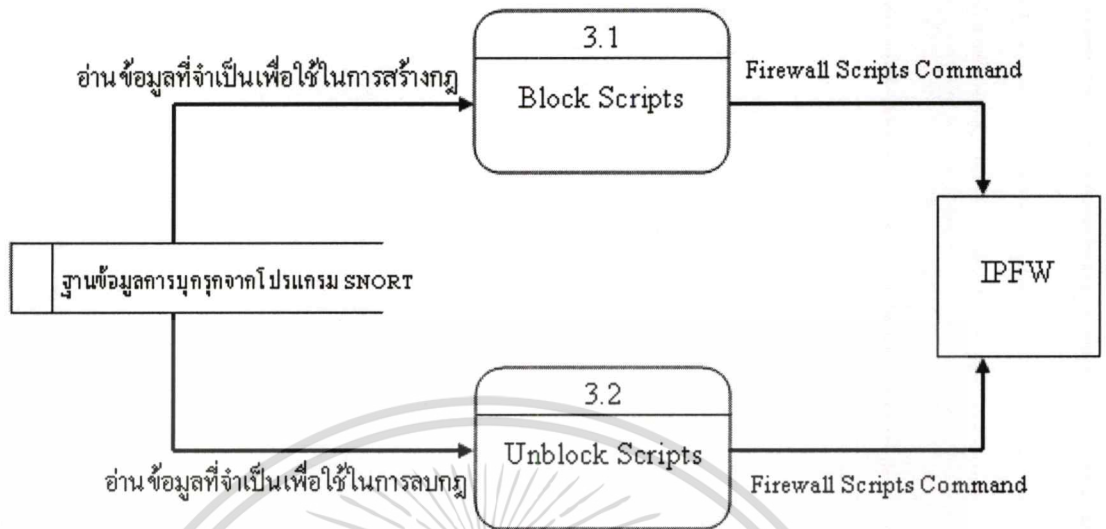 3.1
อ่านข้อมูลที่จำเป็นเพื่อใช้ในการสร้างกฎ
Block Scripts
Firewall Scripts Command
ฐานข้อมูลการบุกรุกจากโปรแกรม SNORT
IPFW
3.2
อ่านข้อมูลที่จำเป็นเพื่อใช้ในการลบกฎ
Unblock Scripts
Firewall Scripts Command